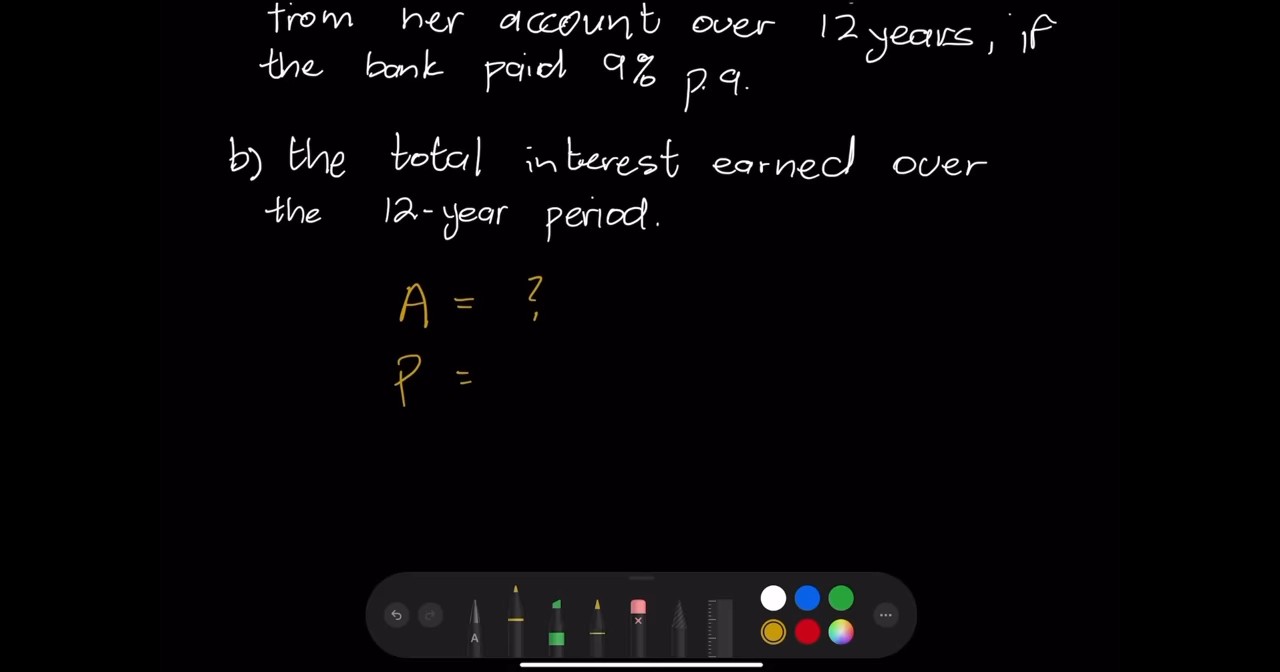 from her account over 12 years, if
the bank paid 9% p.a.
b) the total interest earned over
the 12-year period.
A = ?
P =
A